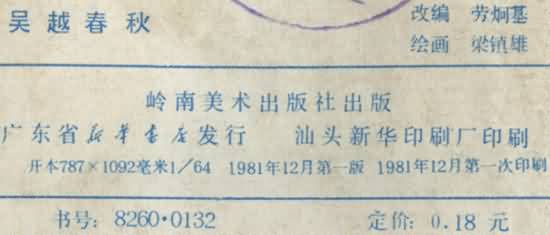 吴越春秋
改编 劳炯基
绘画 梁镇雄
岭南美术出版社出版
广东省新华书店发行 汕头新华印刷厂印刷
开本787×1092毫米1/64 1981年12月第一版 1981年12月第一次印刷
书号：8260·0132 定价：0.18 元